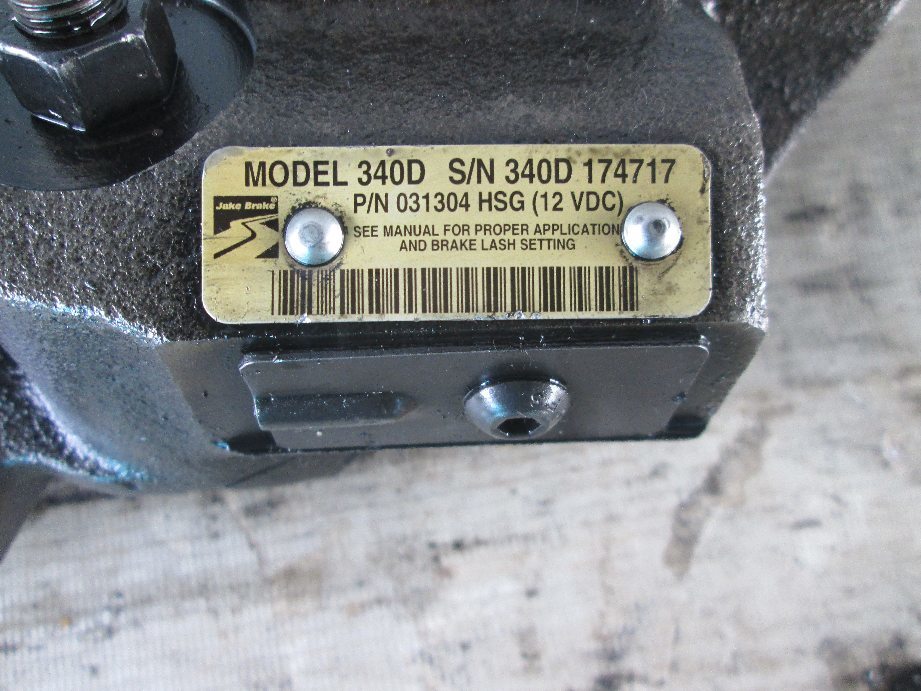 MODEL 340D S/N 340D 174717
P/N 031304 HSG (12 VDC)
Jake Brake®
SEE MANUAL FOR PROPER APPLICATION
AND BRAKE LASH SETTING